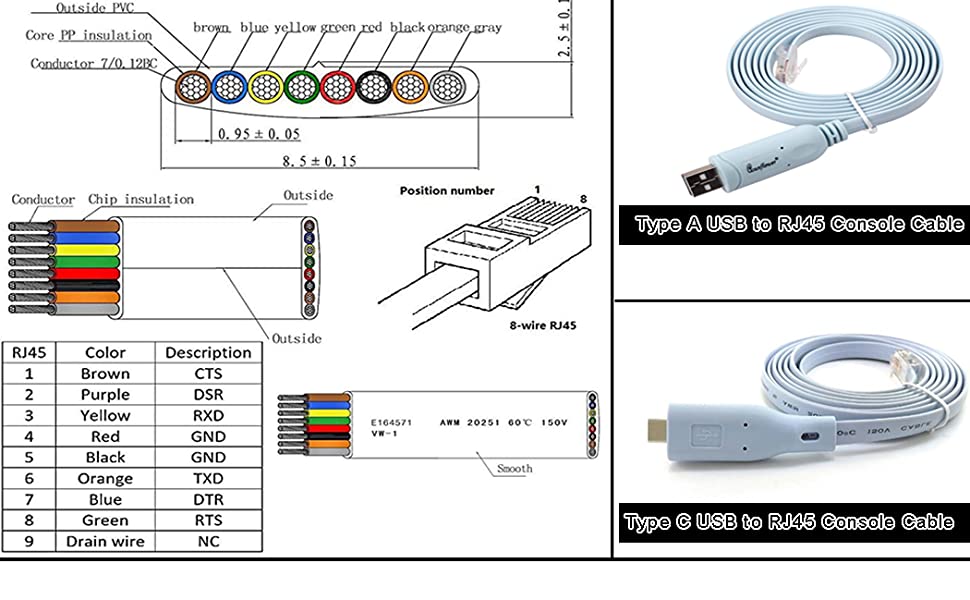 Outside PVC
Core PP insulation
Conductor 7/0.12BC
brown blue yellow green red black orange gray
0.95±0.05
8.5±0.15
Conductor
Chip insulation
Outside
Outside
Position number
1
8
8-wire RJ45
RJ45 Color Description
1 Brown CTS
2 Purple DSR
3 Yellow RXD
4 Red GND
5 Black GND
6 Orange TXD
7 Blue DTR
8 Green RTS
9 Drain wire NC
E164571 AWM 20251 60℃ 150V
VW-1
Smooth
Type A USB to RJ45 Console Cable
Type C USB to RJ45 Console Cable